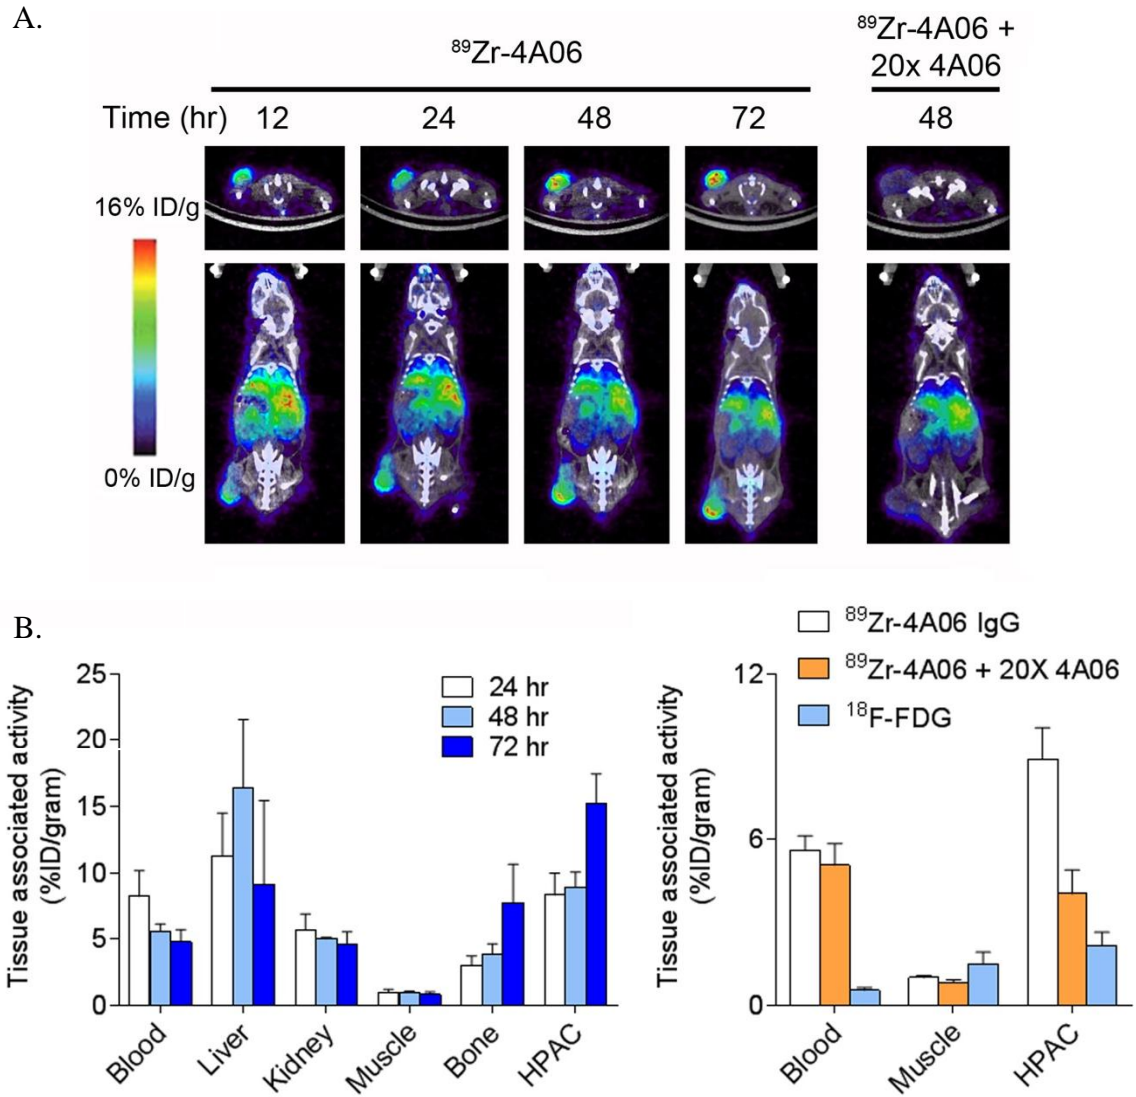 A.
⁸⁹Zr-4A06
⁸⁹Zr-4A06 +
20x 4A06
Time (hr) 12 24 48 72 48
16% ID/g
0% ID/g
B.
Tissue associated activity
(%ID/gram)
25
20
15
10
5
0
24 hr
48 hr
72 hr
Blood
Liver
Kidney
Muscle
Bone
HPAC
⁸⁹Zr-4A06 IgG
⁸⁹Zr-4A06 + 20X 4A06
¹⁸F-FDG
Tissue associated activity
(%ID/gram)
12
6
0
Blood
Muscle
HPAC